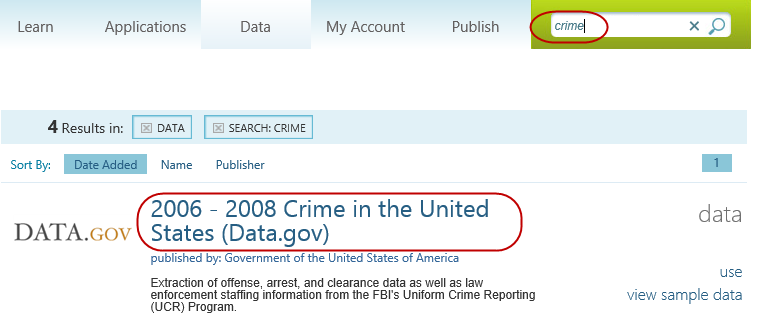 Learn Applications Data My Account Publish crime
4 Results in: DATA SEARCH: CRIME
Sort By: Date Added Name Publisher 1
2006 - 2008 Crime in the United
States (Data.gov)
data
DATA.GOV
published by: Government of the United States of America
use
Extraction of offense, arrest, and clearance data as well as law
enforcement staffing information from the FBI's Uniform Crime Reporting
(UCR) Program.
view sample data